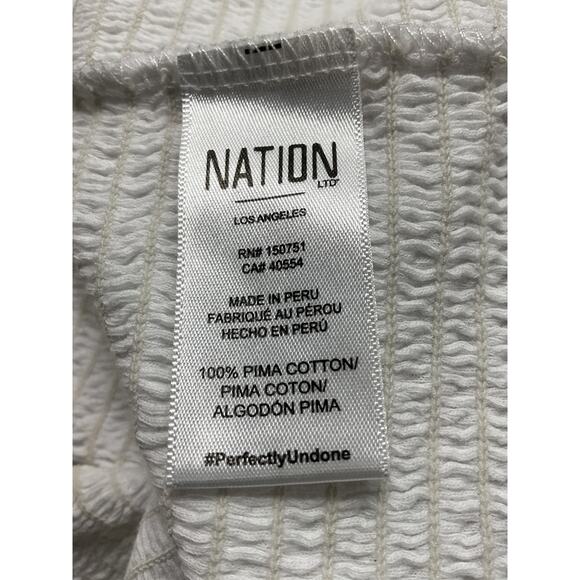 NATION
LTD
LOS ANGELES
RN# 150751
CA# 40554
MADE IN PERU
FABRIQUÉ AU PÉROU
HECHO EN PERÚ
100% PIMA COTTON/
PIMA COTON/
ALGODÓN PIMA
#PerfectlyUndone